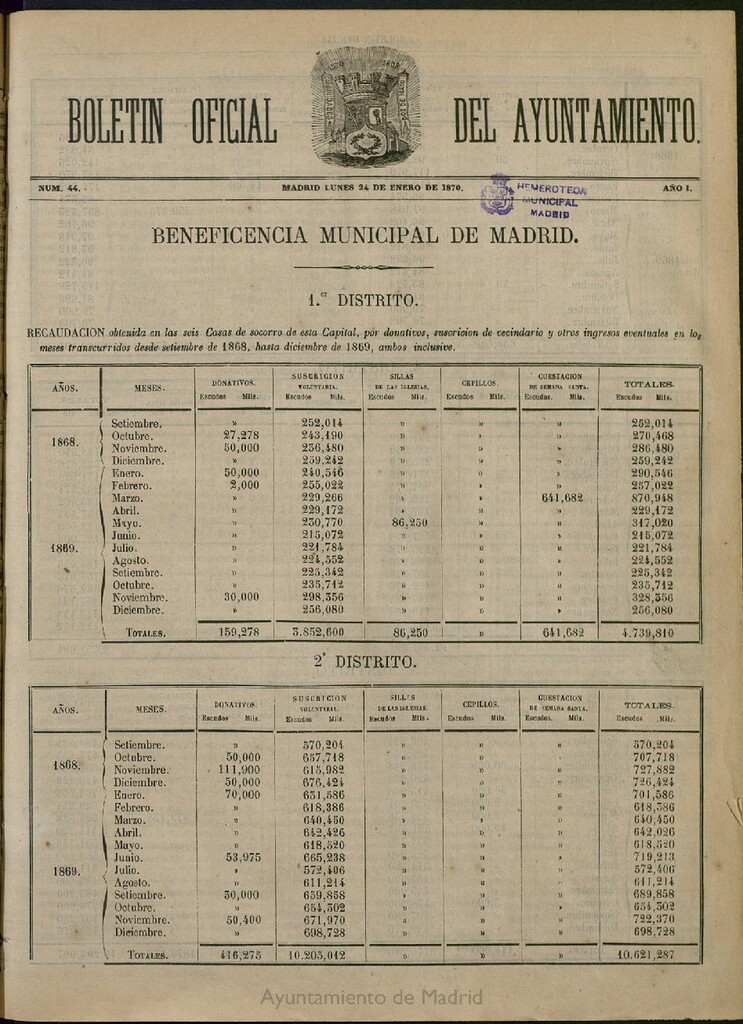 BOLETIN OFICIAL DEL AYUNTAMIENTO.
NUM. 44. MADRID LUNES 24 DE ENERO DE 1870. AÑO I.
HEMEROTECA
MUNICIPAL
MADRID
BENEFICENCIA MUNICIPAL DE MADRID.
1.er DISTRITO.
RECAUDACION obtenida en las seis Casas de socorro de esta Capital, por donativos, suscricion de vecindario y otros ingresos eventuales en los
meses transcurridos desde setiembre de 1868, hasta diciembre de 1869, ambos inclusive.
AÑOS. MESES. DONATIVOS. SUSCRICION VOLUNTARIA. SILLAS DE LAS IGLESIAS. CEPILLOS. CUESTACION DE SEMANA SANTA. TOTALES.
Escudos Mils. Escudos Mils. Escudos Mils. Escudos Mils. Escudos. Mils. Escudos Mils.
1868.
Setiembre. » 252,014 » » » 252,014
Octubre. 27,278 243,190 » » » 270,468
Noviembre. 50,000 236,480 » » » 286,480
Diciembre. » 259,242 » » » 259,242
1869.
Enero. 50,000 240,546 » » » 290,546
Febrero. 2,000 255,022 » » » 257,022
Marzo. » 229,266 » » 641,682 870,948
Abril. » 229,172 » » » 229,172
Mayo. » 230,770 86,250 » » 317,020
Junio. » 215,072 » » » 215,072
Julio. » 221,784 » » » 221,784
Agosto. » 224,552 » » » 224,552
Setiembre. » 225,342 » » » 225,342
Octubre. » 235,712 » » » 235,712
Noviembre. 30,000 298,356 » » » 328,356
Diciembre. » 256,080 » » » 256,080
TOTALES. 159,278 3.852,600 86,250 » 641,682 4.739,810
2º DISTRITO.
AÑOS. MESES. DONATIVOS. SUSCRICION VOLUNTARIA. SILLAS DE LAS IGLESIAS. CEPILLOS. CUESTACION DE SEMANA SANTA. TOTALES.
Escudos Mils. Escudos Mils. Escudos Mils. Escudos Mils. Escudos. Mils. Escudos Mils.
1868.
Setiembre. » 570,204 » » » 570,204
Octubre. 50,000 657,718 » » » 707,718
Noviembre. 111,900 615,982 » » » 727,882
Diciembre. 50,000 676,424 » » » 726,424
1869.
Enero. 70,000 631,586 » » » 701,586
Febrero. » 618,386 » » » 618,386
Marzo. » 640,450 » » » 640,450
Abril. » 642,426 » » » 642,026
Mayo. » 618,520 » » » 618,520
Junio. 53,975 665,238 » » » 719,213
Julio. » 572,406 » » » 572,406
Agosto. » 611,214 » » » 611,214
Setiembre. 30,000 659,858 » » » 689,858
Octubre. » 654,302 » » » 654,302
Noviembre. 50,400 671,970 » » » 722,370
Diciembre. » 698,728 » » » 698,728
TOTALES. 416,275 10.205,012 » » » 10.621,287
Ayuntamiento de Madrid